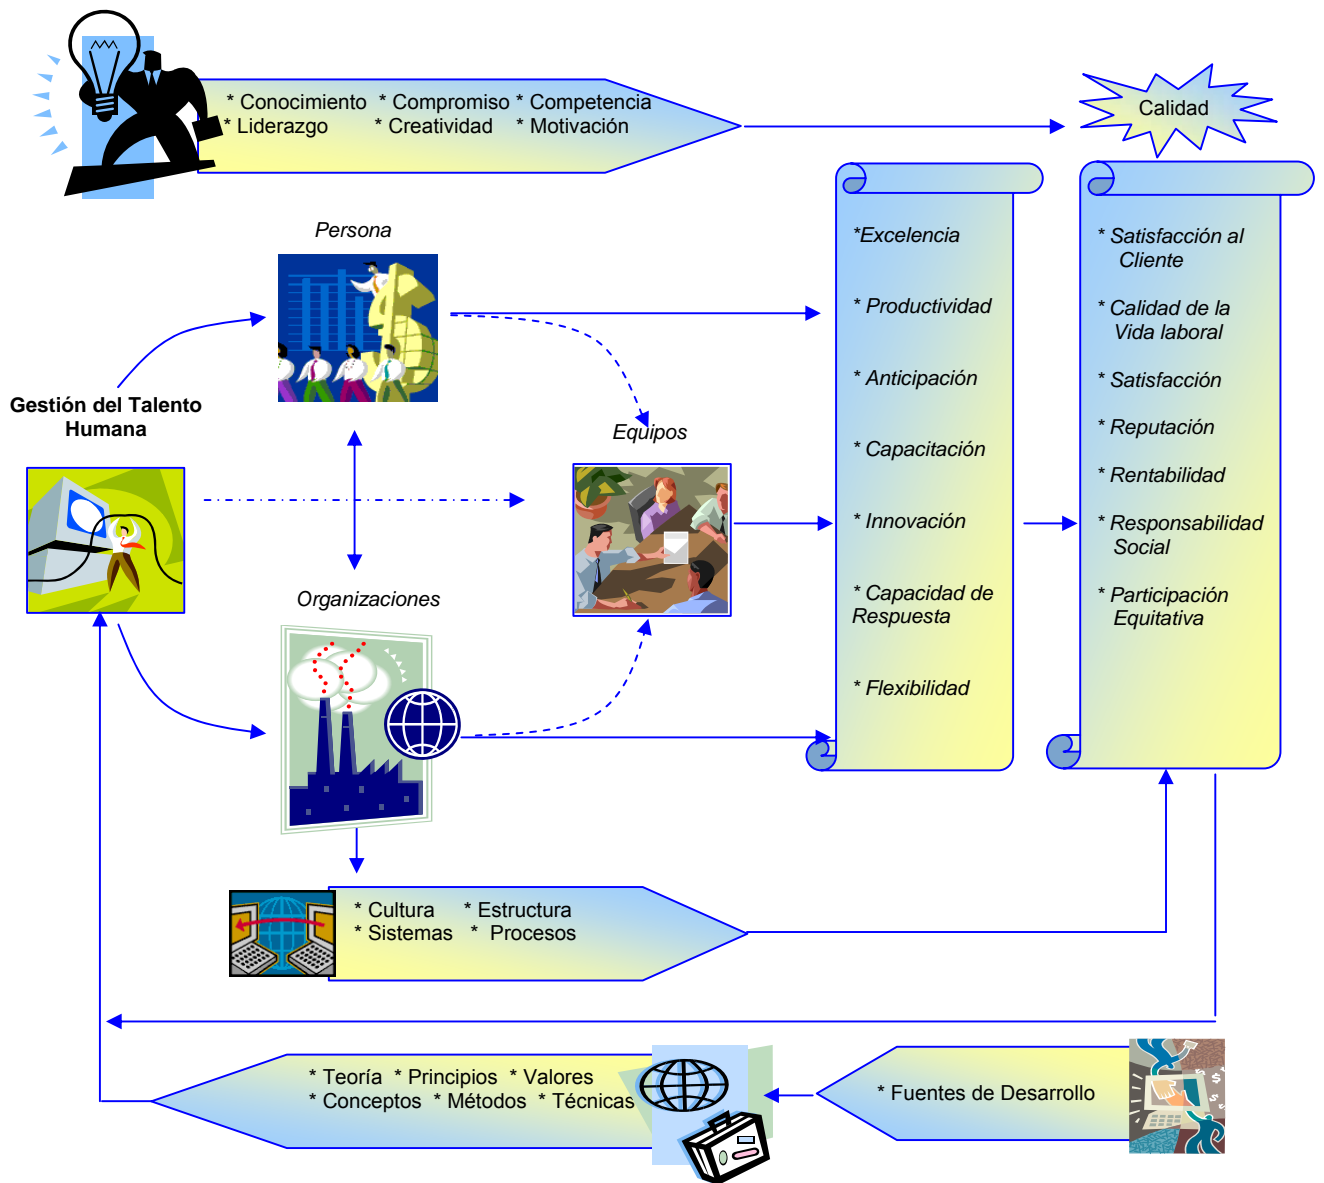 * Conocimiento * Compromiso * Competencia
* Liderazgo * Creatividad * Motivación
Calidad
Persona
*Excelencia
* Productividad
* Anticipación
* Capacitación
* Innovación
* Capacidad de
Respuesta
* Flexibilidad
* Satisfacción al
Cliente
* Calidad de la
Vida laboral
* Satisfacción
* Reputación
* Rentabilidad
* Responsabilidad
Social
* Participación
Equitativa
Gestión del Talento
Humana
Equipos
Organizaciones
* Cultura * Estructura
* Sistemas * Procesos
* Teoría * Principios * Valores
* Conceptos * Métodos * Técnicas
* Fuentes de Desarrollo